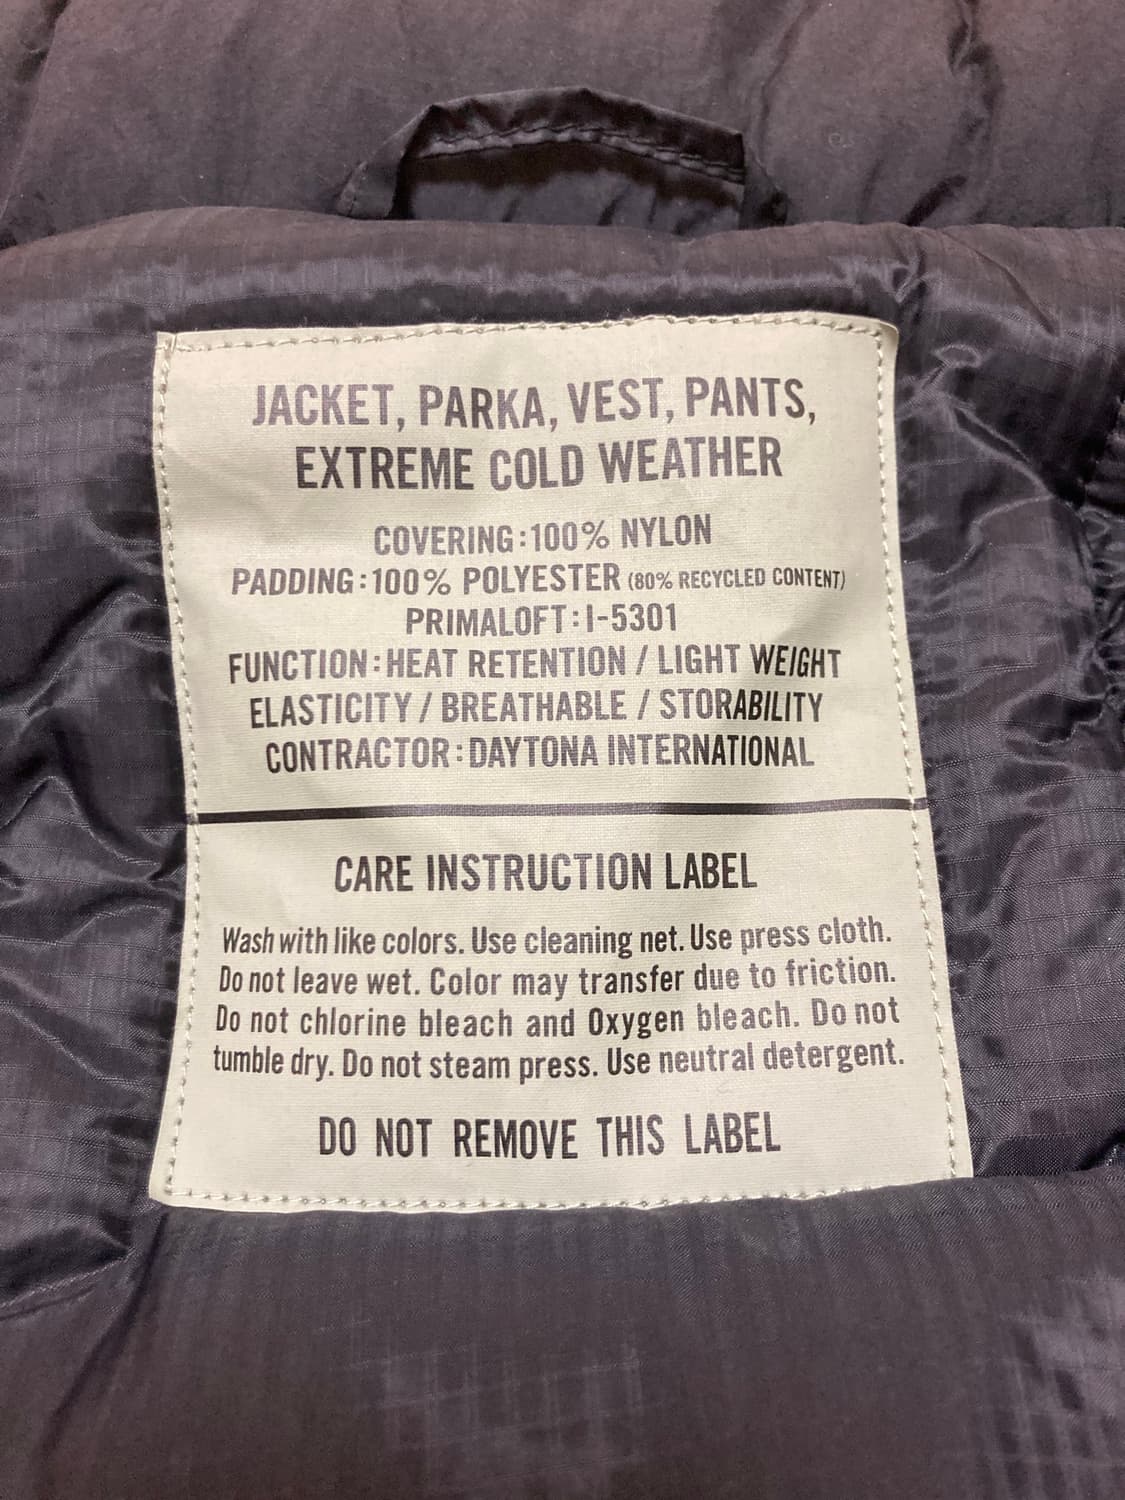 JACKET, PARKA, VEST, PANTS,
EXTREME COLD WEATHER
COVERING:100% NYLON
PADDING:100% POLYESTER (80% RECYCLED CONTENT)
PRIMALOFT:I-5301
FUNCTION:HEAT RETENTION / LIGHT WEIGHT
ELASTICITY / BREATHABLE / STORABILITY
CONTRACTOR:DAYTONA INTERNATIONAL
CARE INSTRUCTION LABEL
Wash with like colors. Use cleaning net. Use press cloth.
Do not leave wet. Color may transfer due to friction.
Do not chlorine bleach and Oxygen bleach. Do not
tumble dry. Do not steam press. Use neutral detergent.
DO NOT REMOVE THIS LABEL